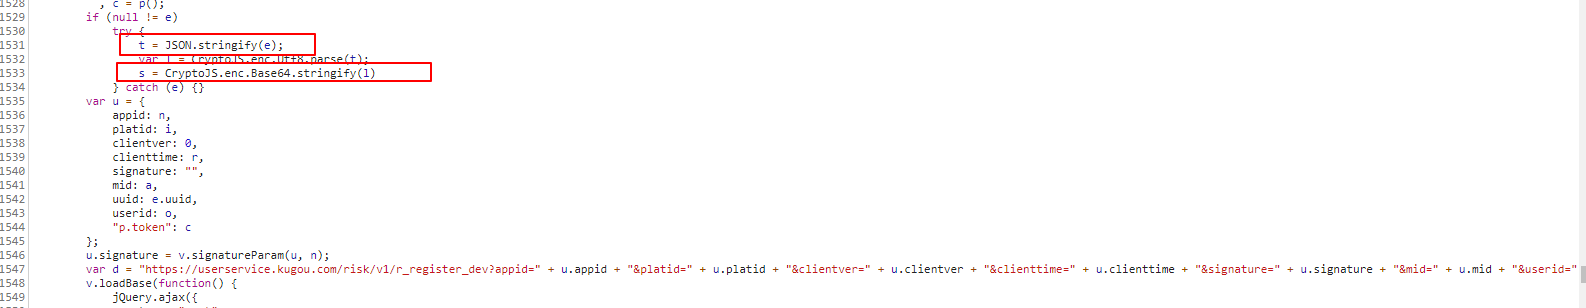 1528 , c = p();
1529 if (null != e)
1530 try {
1531 t = JSON.stringify(e);
1532 var l = CryptoJS.enc.Utf8.parse(t);
1533 s = CryptoJS.enc.Base64.stringify(l)
1534 } catch (e) {}
1535 var u = {
1536 appid: n,
1537 platid: i,
1538 clientver: 0,
1539 clienttime: r,
1540 signature: "",
1541 mid: a,
1542 uuid: e.uuid,
1543 userid: o,
1544 "p.token": c
1545 };
1546 u.signature = v.signatureParam(u, n);
1547 var d = "https://userservice.kugou.com/risk/v1/r_register_dev?appid=" + u.appid + "&platid=" + u.platid + "&clientver=" + u.clientver + "&clienttime=" + u.clienttime + "&signature=" + u.signature + "&mid=" + u.mid + "&userid="
1548 v.loadBase(function() {
1549 jQuery.ajax({